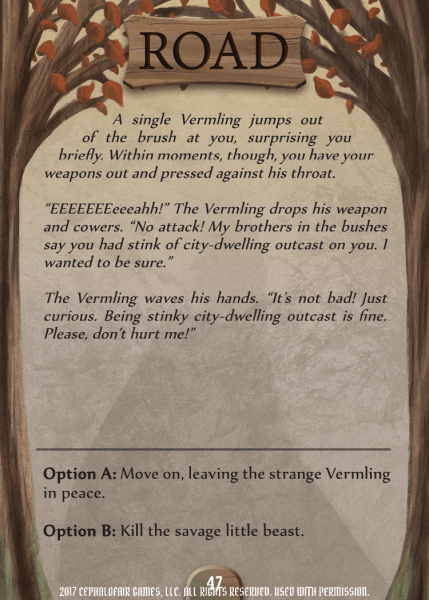 ROAD
A single Vermling jumps out
of the brush at you, surprising you
briefly. Within moments, though, you have your
weapons out and pressed against his throat.
“EEEEEEEeeeahh!” The Vermling drops his weapon
and cowers. “No attack! My brothers in the bushes
say you had stink of city-dwelling outcast on you. I
wanted to be sure.”
The Vermling waves his hands. “It’s not bad! Just
curious. Being stinky city-dwelling outcast is fine.
Please, don’t hurt me!”
Option A: Move on, leaving the strange Vermling
in peace.
Option B: Kill the savage little beast.
47
2017 CEPHALOFAIR GAMES, LLC. ALL RIGHTS RESERVED. USED WITH PERMISSION.